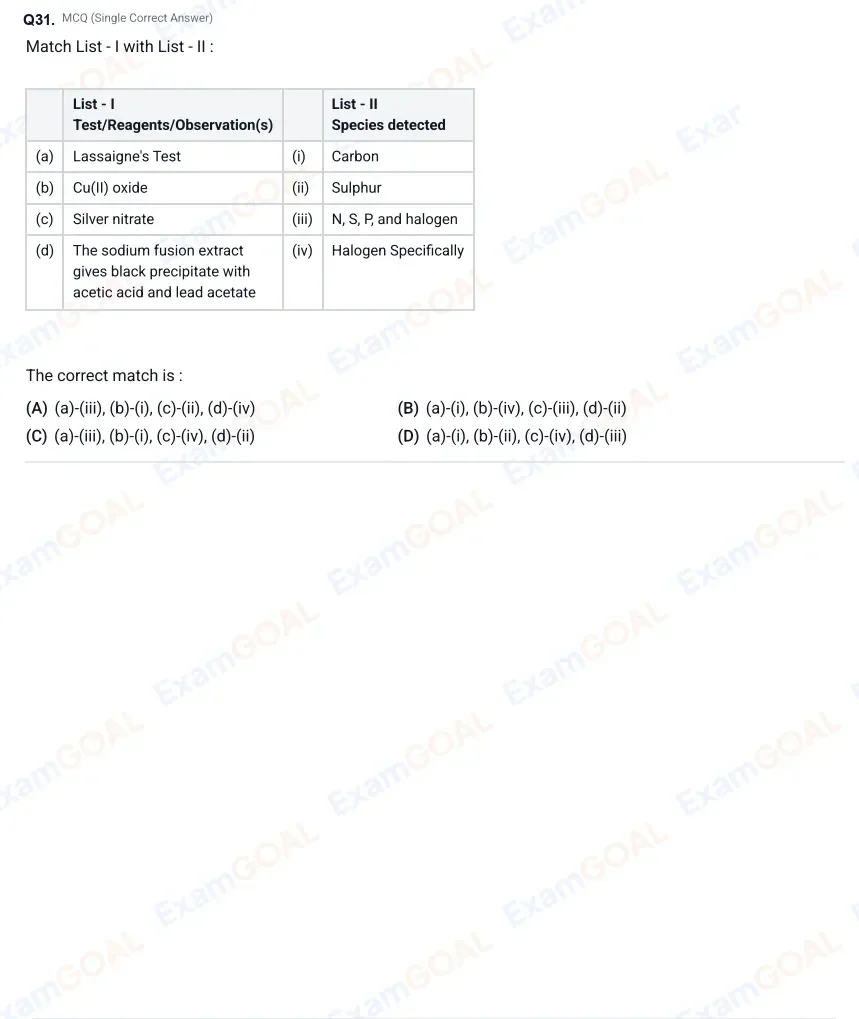 Q31. MCQ (Single Correct Answer)
Match List - I with List - II :
List - I
Test/Reagents/Observation(s)
List - II
Species detected
(a) Lassaigne's Test (i) Carbon
(b) Cu(II) oxide (ii) Sulphur
(c) Silver nitrate (iii) N, S, P, and halogen
(d) The sodium fusion extract
gives black precipitate with
acetic acid and lead acetate
(iv) Halogen Specifically
The correct match is :
(A) (a)-(iii), (b)-(i), (c)-(ii), (d)-(iv)
(B) (a)-(i), (b)-(iv), (c)-(iii), (d)-(ii)
(C) (a)-(iii), (b)-(i), (c)-(iv), (d)-(ii)
(D) (a)-(i), (b)-(ii), (c)-(iv), (d)-(iii)
ExamGOAL